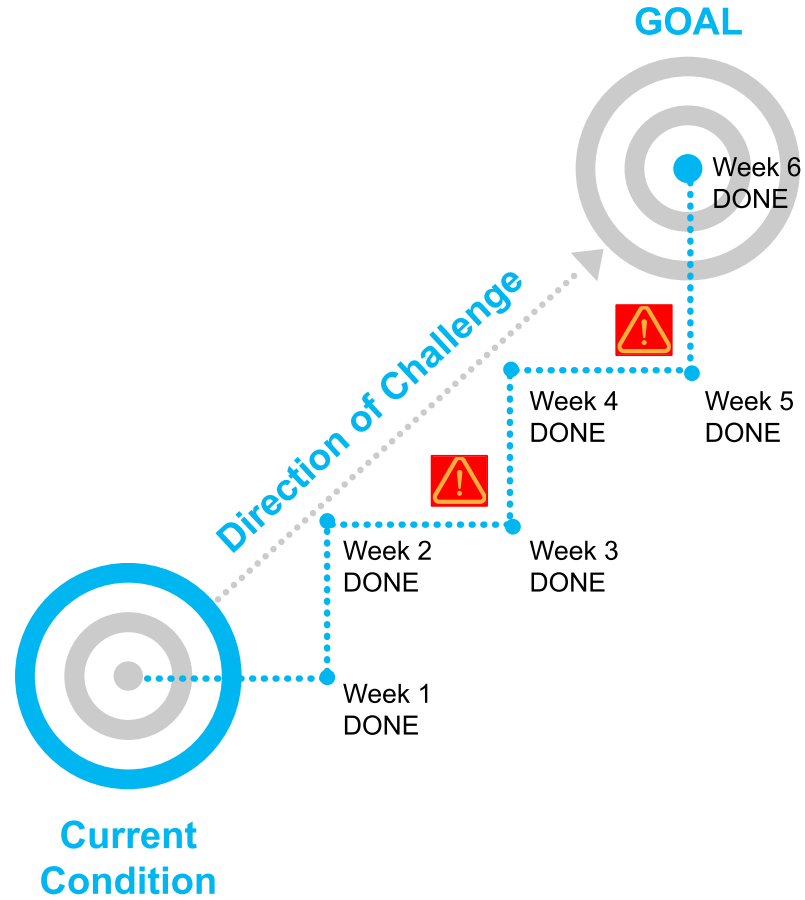 GOAL
Week 6
DONE
Direction of Challenge
Week 4
DONE
Week 5
DONE
Week 2
DONE
Week 3
DONE
Week 1
DONE
Current
Condition